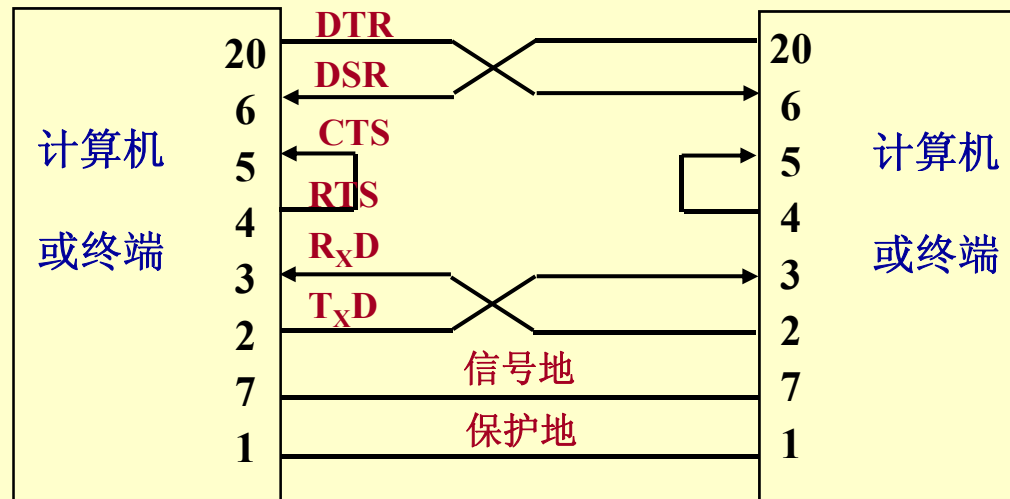 DTR
20 20
DSR
6 6
CTS
计算机 5 5 计算机
RTS
4 4
或终端 RXD 或终端
3 3
TXD
2 2
信号地
7 7
保护地
1 1